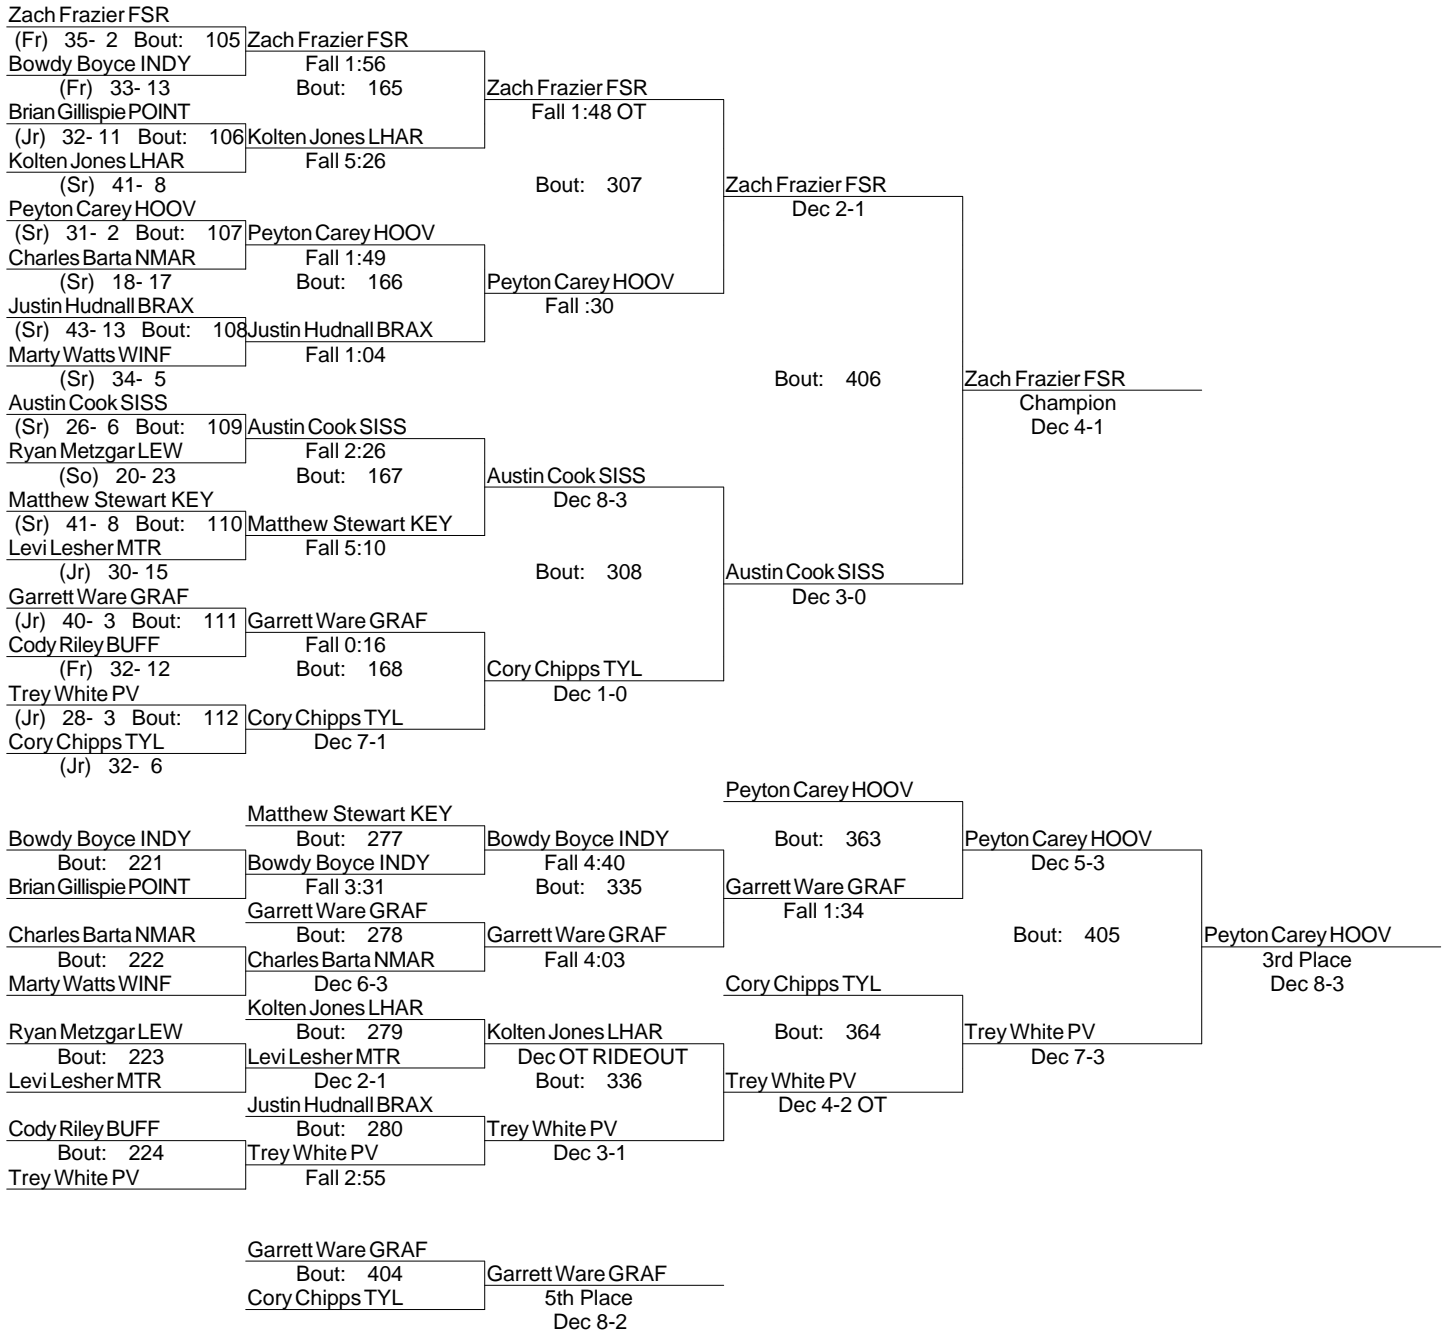 Zach Frazier FSR
(Fr) 35- 2 Bout: 105 Zach Frazier FSR
Bowdy Boyce INDY Fall 1:56
(Fr) 33- 13 Bout: 165 Zach Frazier FSR
Brian Gillispie POINT Fall 1:48 OT
(Jr) 32- 11 Bout: 106 Kolten Jones LHAR
Kolten Jones LHAR Fall 5:26
(Sr) 41- 8 Bout: 307 Zach Frazier FSR
Peyton Carey HOOV Dec 2-1
(Sr) 31- 2 Bout: 107 Peyton Carey HOOV
Charles Barta NMAR Fall 1:49
(Sr) 18- 17 Bout: 166 Peyton Carey HOOV
Justin Hudnall BRAX Fall :30
(Sr) 43- 13 Bout: 108 Justin Hudnall BRAX
Marty Watts WINF Fall 1:04
(Sr) 34- 5 Bout: 406 Zach Frazier FSR
Austin Cook SISS Champion
(Sr) 26- 6 Bout: 109 Austin Cook SISS Dec 4-1
Ryan Metzgar LEW Fall 2:26
(So) 20- 23 Bout: 167 Austin Cook SISS
Matthew Stewart KEY Dec 8-3
(Sr) 41- 8 Bout: 110 Matthew Stewart KEY
Levi Lesher MTR Fall 5:10
(Jr) 30- 15 Bout: 308 Austin Cook SISS
Garrett Ware GRAF Dec 3-0
(Jr) 40- 3 Bout: 111 Garrett Ware GRAF
Cody Riley BUFF Fall 0:16
(Fr) 32- 12 Bout: 168 Cory Chipps TYL
Trey White PV Dec 1-0
(Jr) 28- 3 Bout: 112 Cory Chipps TYL
Cory Chipps TYL Dec 7-1
(Jr) 32- 6
Peyton Carey HOOV
Matthew Stewart KEY
Bowdy Boyce INDY Bout: 277 Bowdy Boyce INDY Bout: 363 Peyton Carey HOOV
Bout: 221 Bowdy Boyce INDY Fall 4:40 Dec 5-3
Brian Gillispie POINT Fall 3:31 Bout: 335 Garrett Ware GRAF
Garrett Ware GRAF Fall 1:34
Charles Barta NMAR Bout: 278 Garrett Ware GRAF Bout: 405 Peyton Carey HOOV
Bout: 222 Charles Barta NMAR Fall 4:03 3rd Place
Marty Watts WINF Dec 6-3 Cory Chipps TYL Dec 8-3
Kolten Jones LHAR
Ryan Metzgar LEW Bout: 279 Kolten Jones LHAR Bout: 364 Trey White PV
Bout: 223 Levi Lesher MTR Dec OT RIDEOUT Dec 7-3
Levi Lesher MTR Dec 2-1 Bout: 336 Trey White PV
Justin Hudnall BRAX Dec 4-2 OT
Cody Riley BUFF Bout: 280 Trey White PV
Bout: 224 Trey White PV Dec 3-1
Trey White PV Fall 2:55
Garrett Ware GRAF
Bout: 404 Garrett Ware GRAF
Cory Chipps TYL 5th Place
Dec 8-2